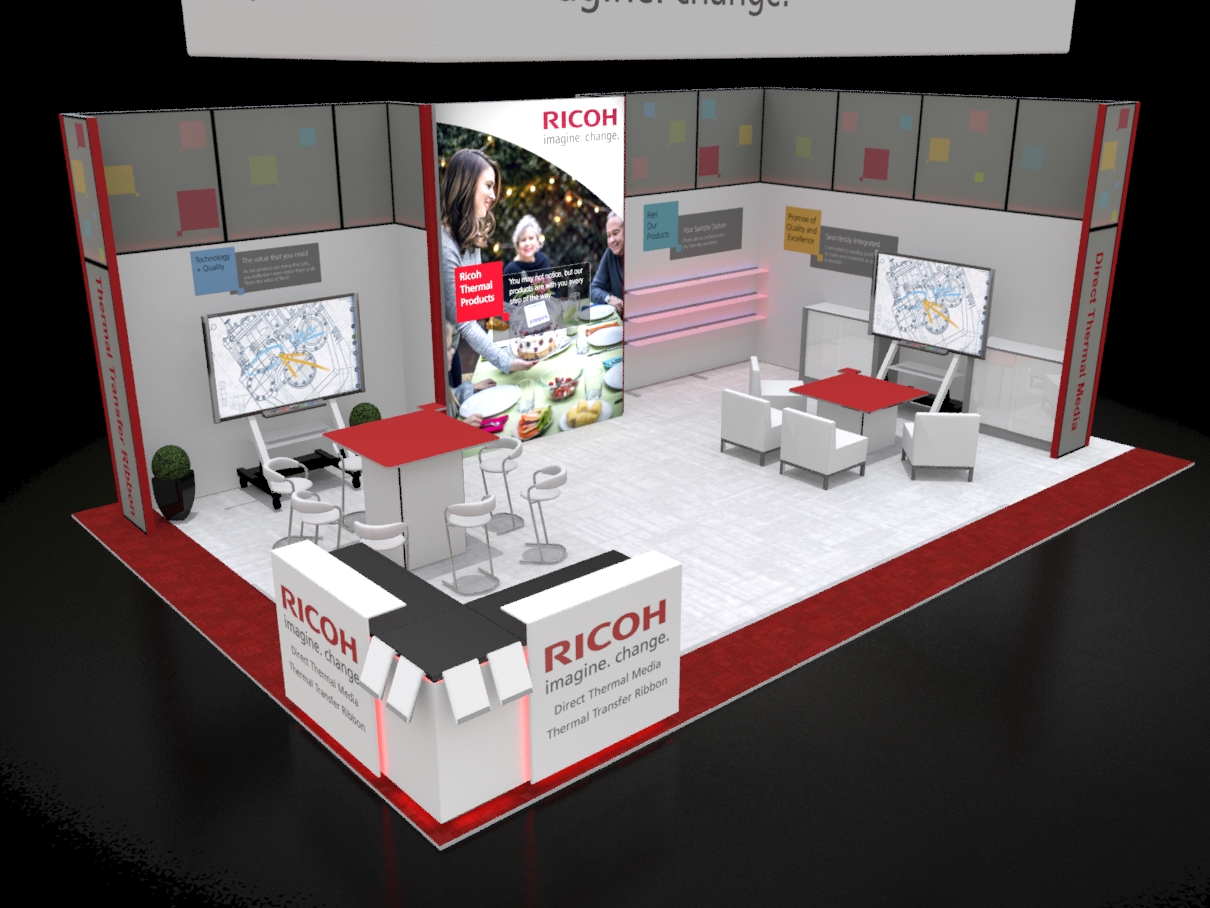 imagine. change.
RICOH
imagine. change.
Ricoh
Thermal
Products
You may not notice, but our
products are with you every
step of the way.
Technology
+ Quality
The value that you need
Feel
Our
Products
Your Sample Station
Promise of
Quality and
Excellence
Seamlessly Integrated
Thermal Transfer Ribbon
Direct Thermal Media
RICOH
imagine. change.
Direct Thermal Media
Thermal Transfer Ribbon
RICOH
imagine. change.
Direct Thermal Media
Thermal Transfer Ribbon